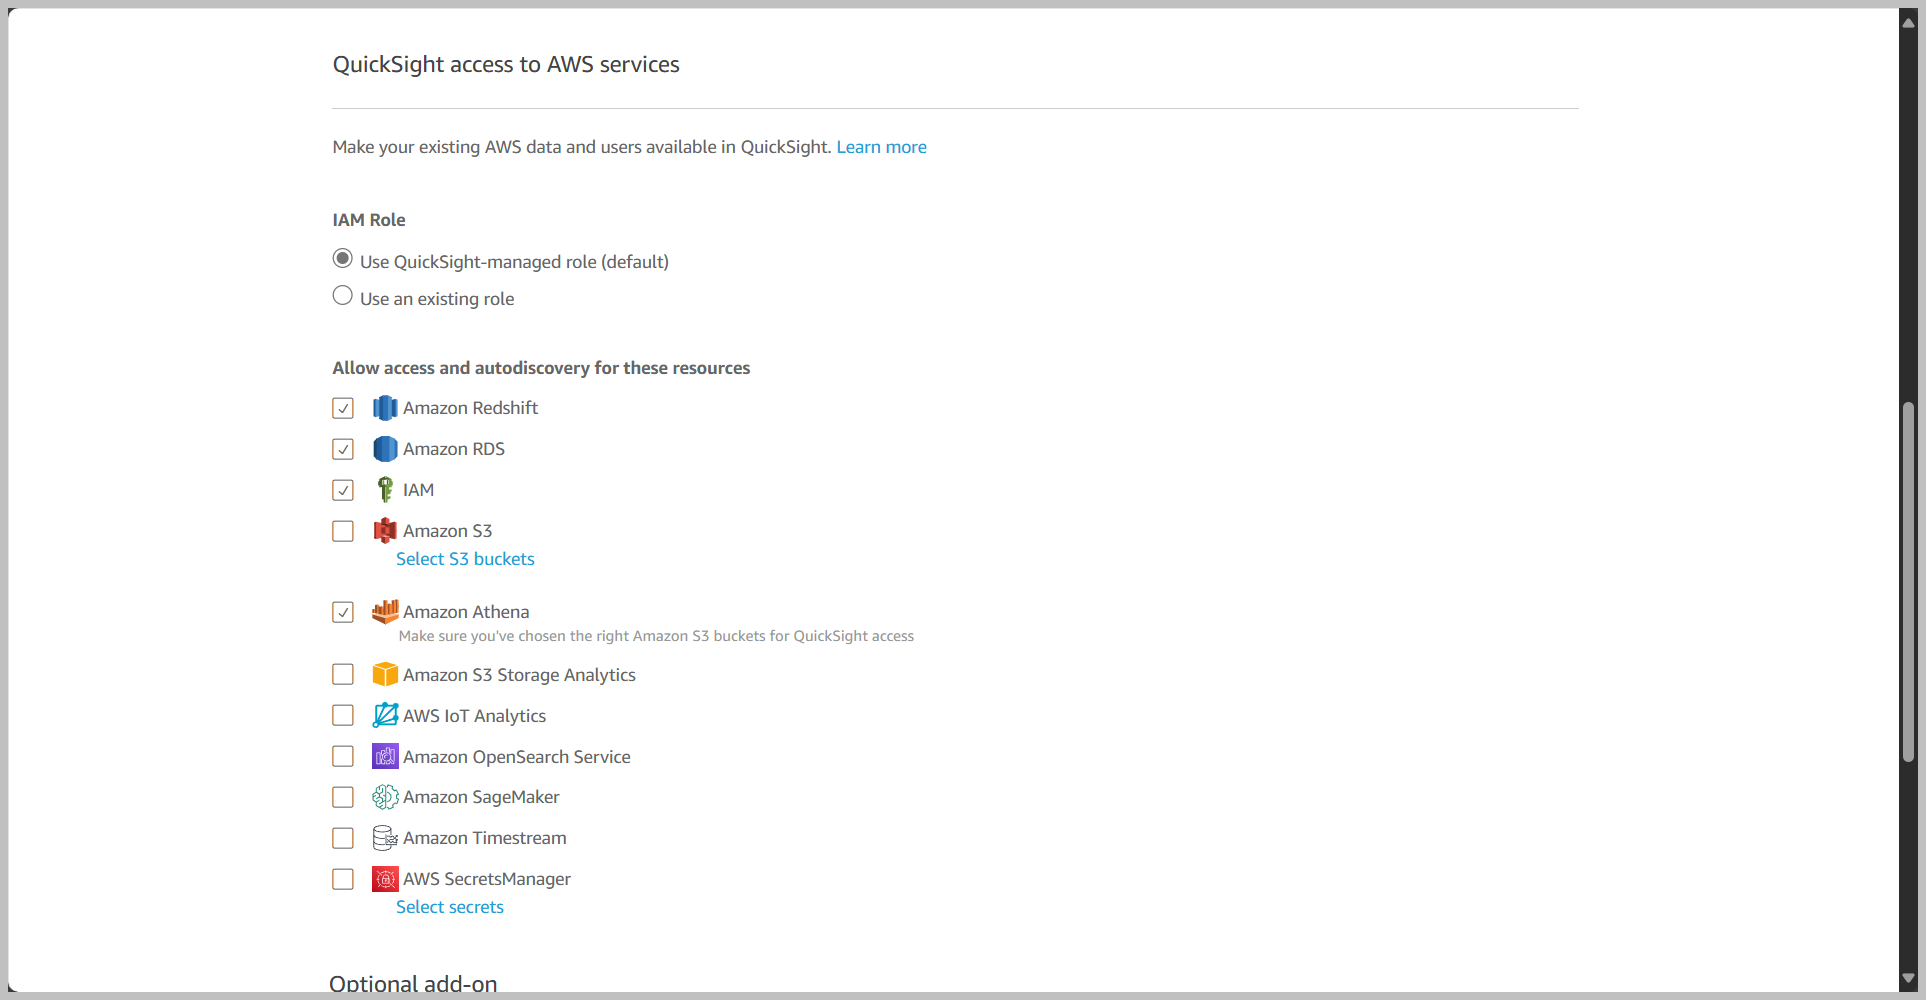 QuickSight access to AWS services
Make your existing AWS data and users available in QuickSight. Learn more
IAM Role
Use QuickSight-managed role (default)
Use an existing role
Allow access and autodiscovery for these resources
Amazon Redshift
Amazon RDS
IAM
Amazon S3
Select S3 buckets
Amazon Athena
Make sure you've chosen the right Amazon S3 buckets for QuickSight access
Amazon S3 Storage Analytics
AWS IoT Analytics
Amazon OpenSearch Service
Amazon SageMaker
Amazon Timestream
AWS SecretsManager
Select secrets
Optional add-on